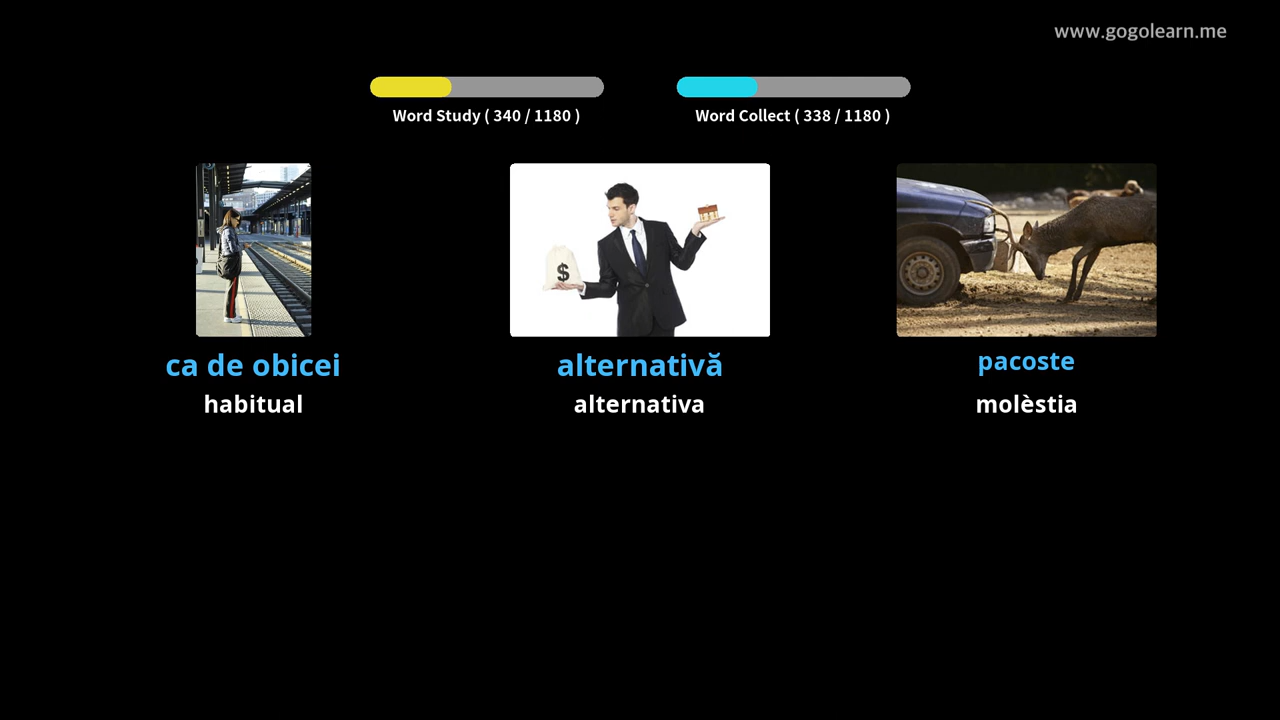 www.gogolearn.me
Word Study ( 340 / 1180 )
Word Collect ( 338 / 1180 )
$
ca de obicei
alternativă
pacoste
habitual
alternativa
molèstia